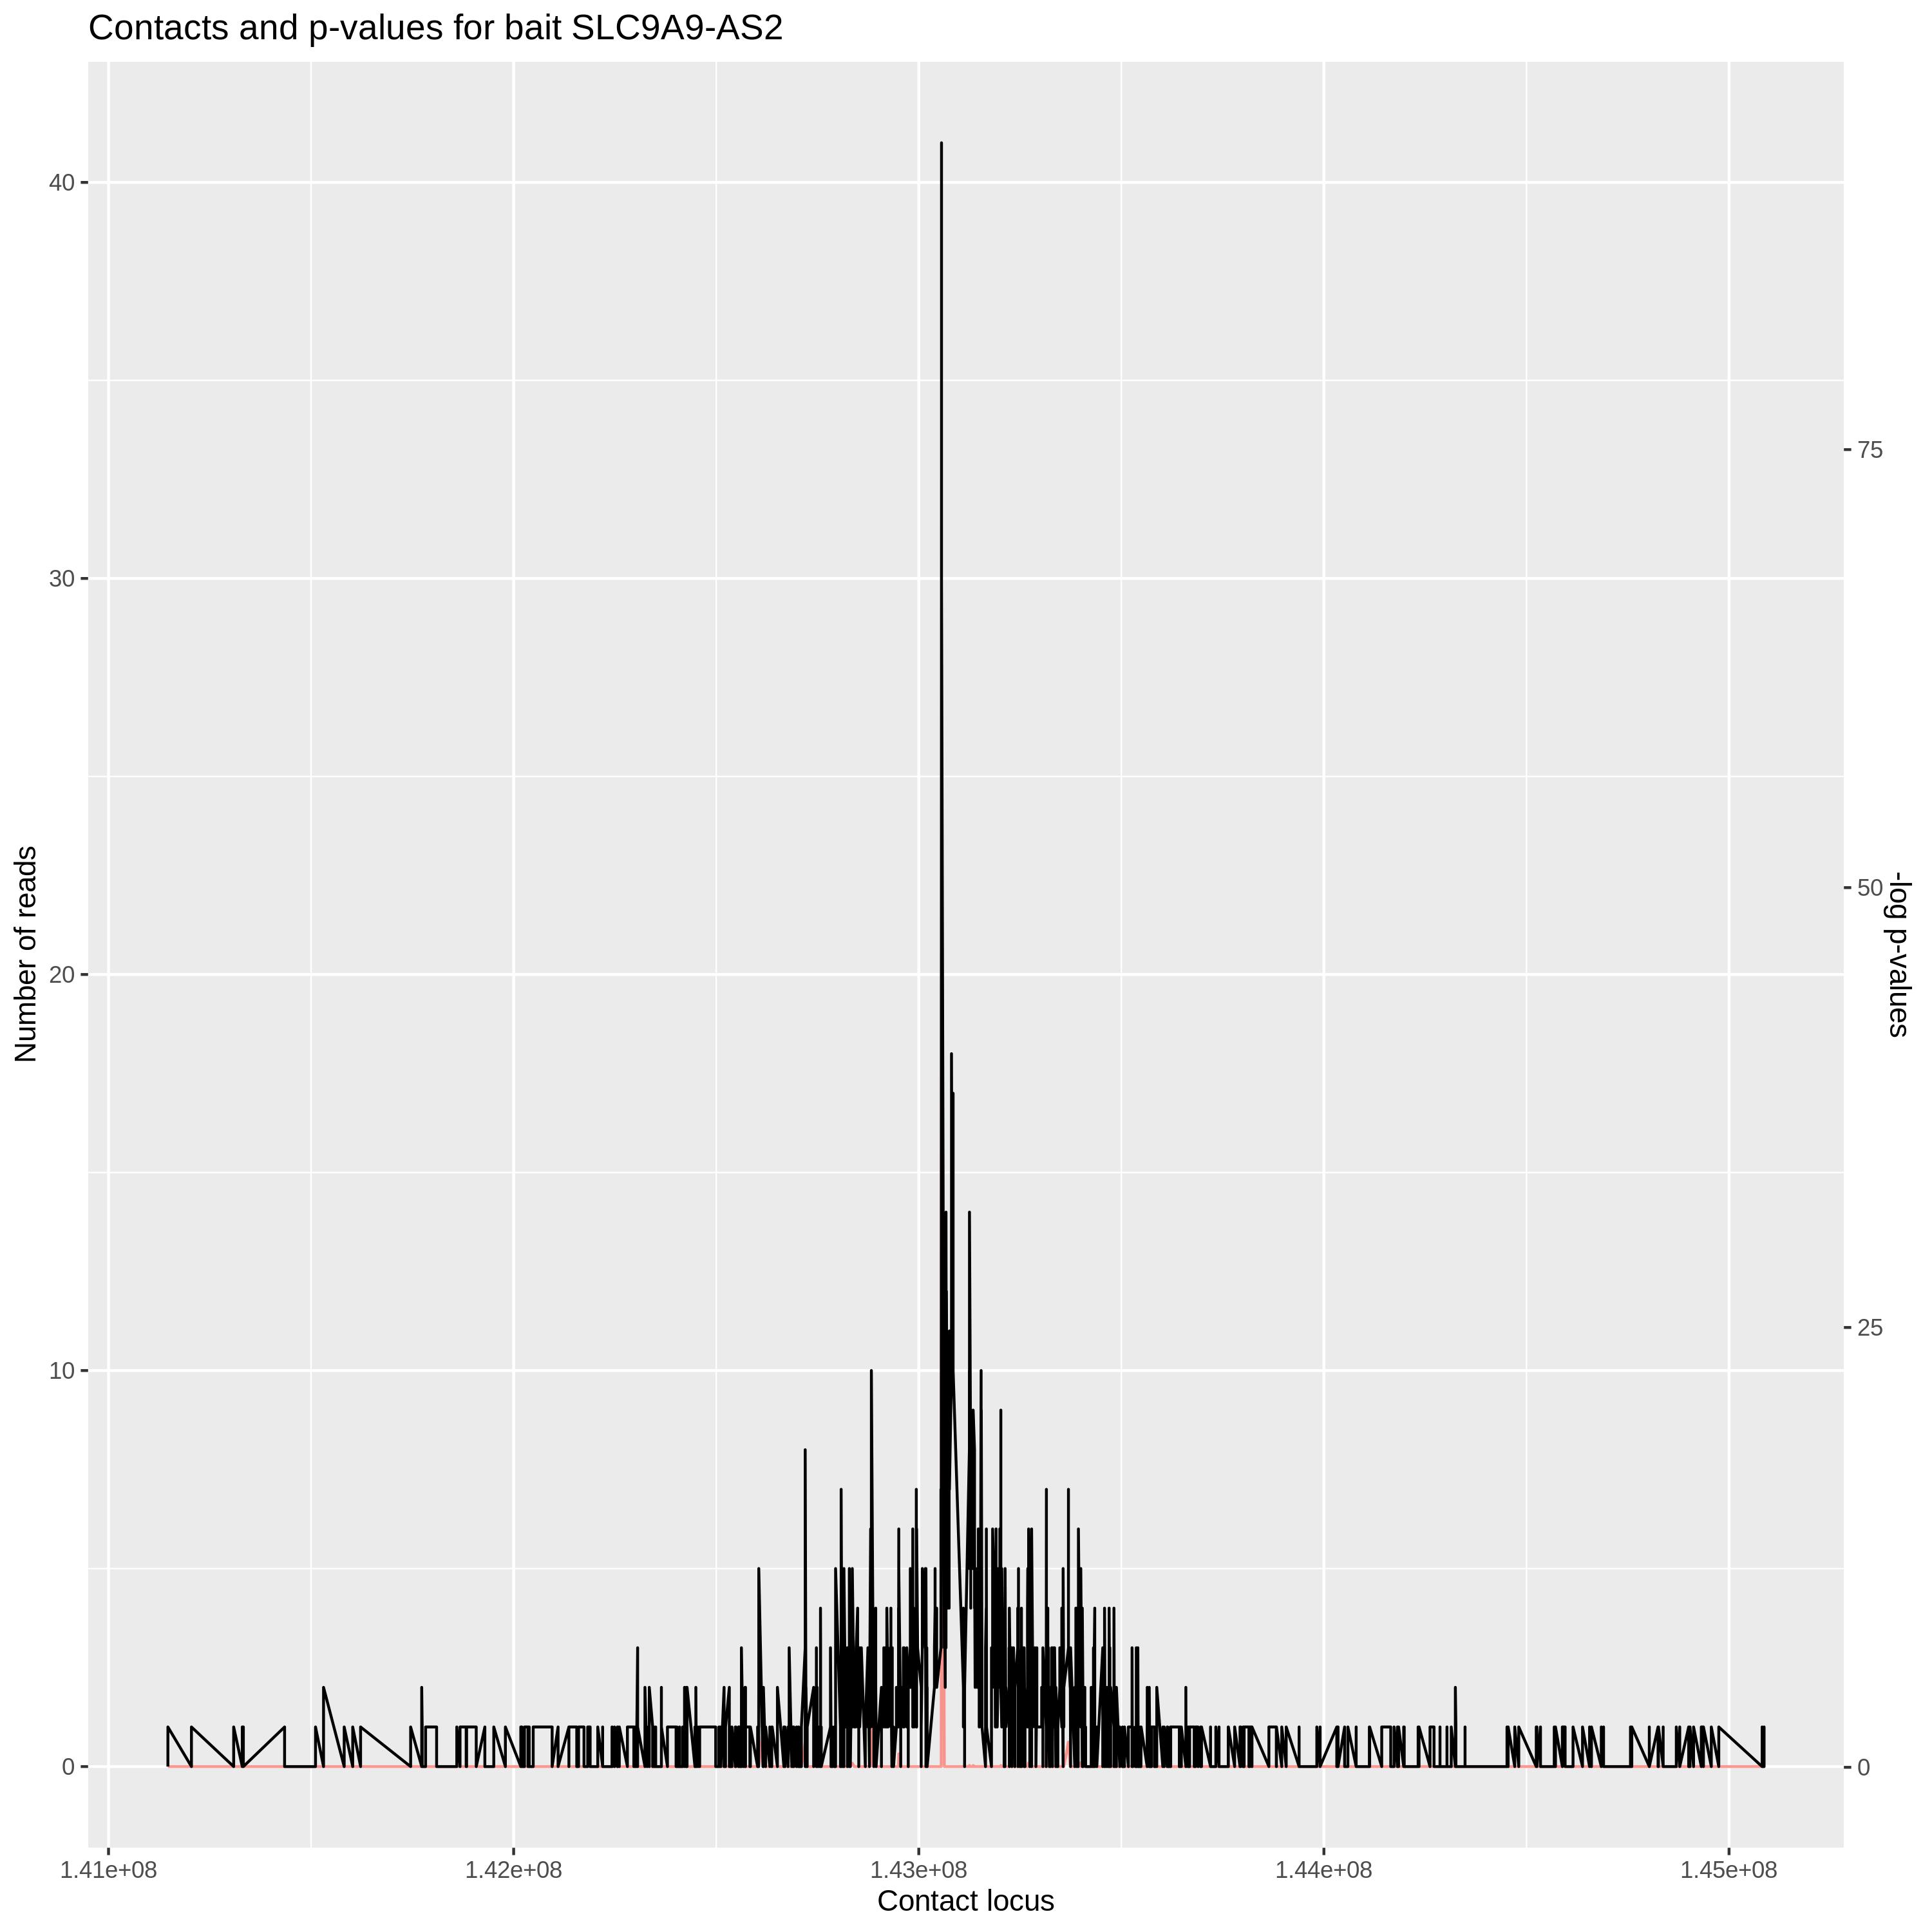 Contacts and p-values for bait SLC9A9-AS2
Number of reads
40
30
20
10
0
-log p-values
75
50
25
0
1.41e+08
1.42e+08
1.43e+08
1.44e+08
1.45e+08
Contact locus